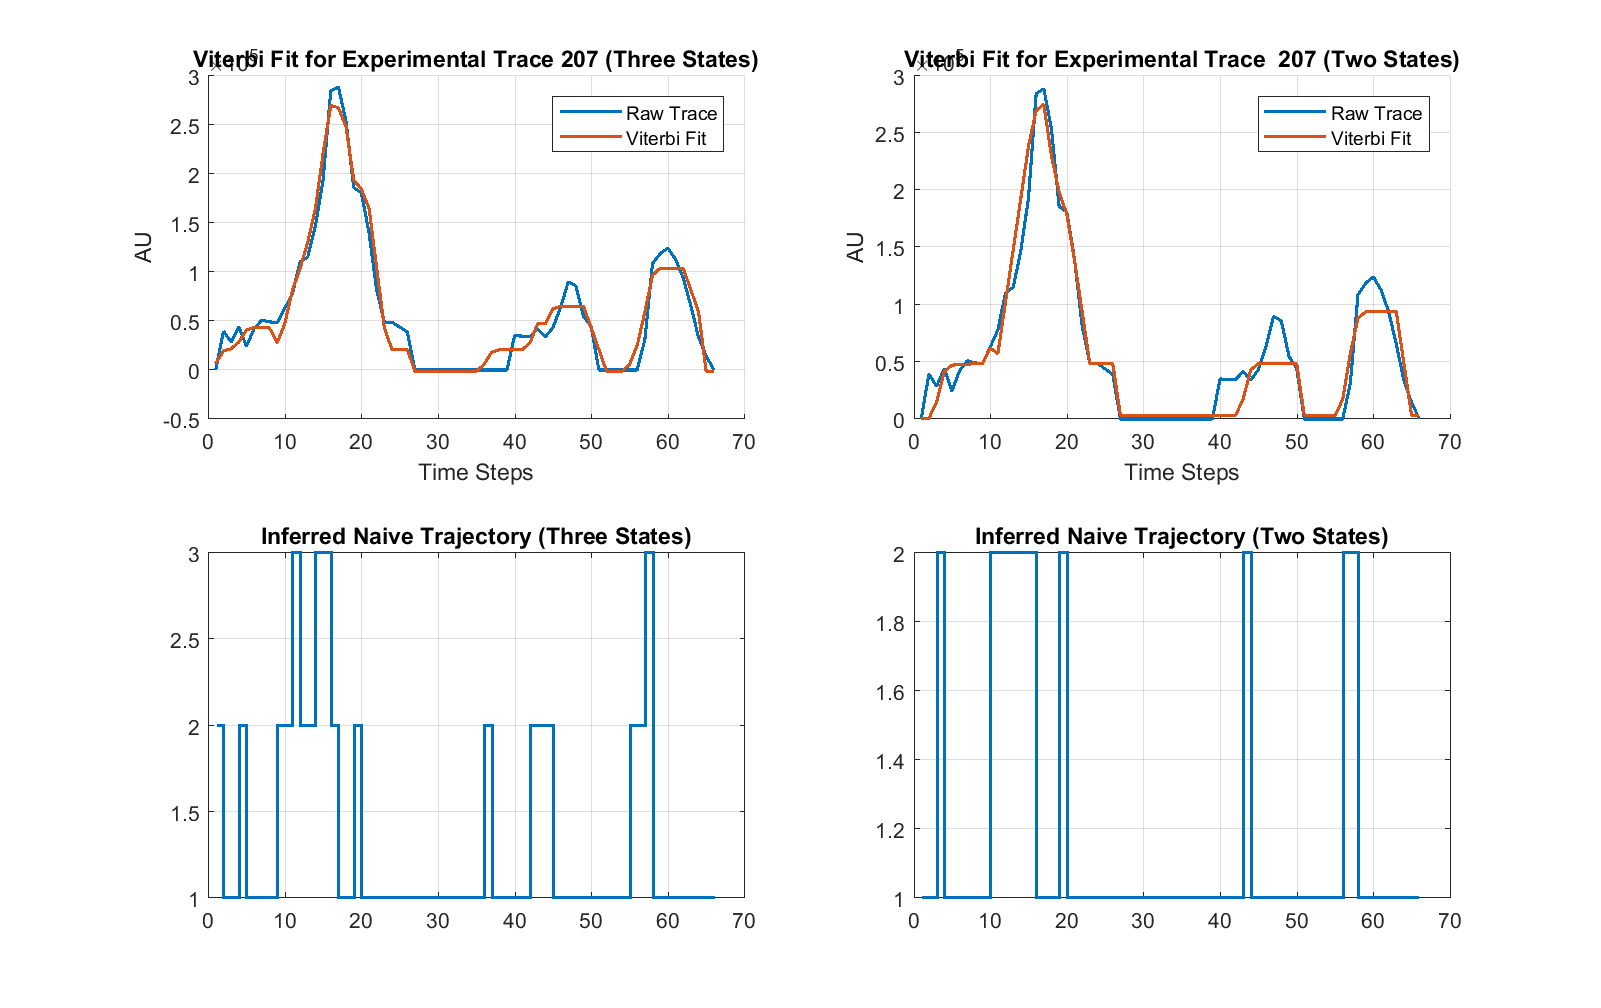 Viterbi Fit for Experimental Trace 207 (Three States)
×10^5
3
2.5
2
1.5
1
0.5
0
-0.5
AU
Raw Trace
Viterbi Fit
0 10 20 30 40 50 60 70
Time Steps
Viterbi Fit for Experimental Trace  207 (Two States)
×10^5
3
2.5
2
1.5
1
0.5
0
AU
Raw Trace
Viterbi Fit
0 10 20 30 40 50 60 70
Time Steps
Inferred Naive Trajectory (Three States)
3
2.5
2
1.5
1
0 10 20 30 40 50 60 70
Inferred Naive Trajectory (Two States)
2
1.8
1.6
1.4
1.2
1
0 10 20 30 40 50 60 70